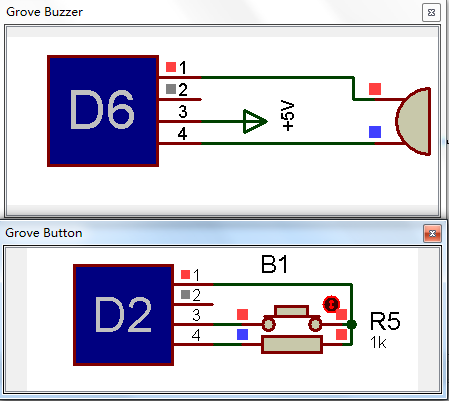 Grove Buzzer
D6
1
2
3
4
+5V
Grove Button
D2
1
2
3
4
B1
R5
1k